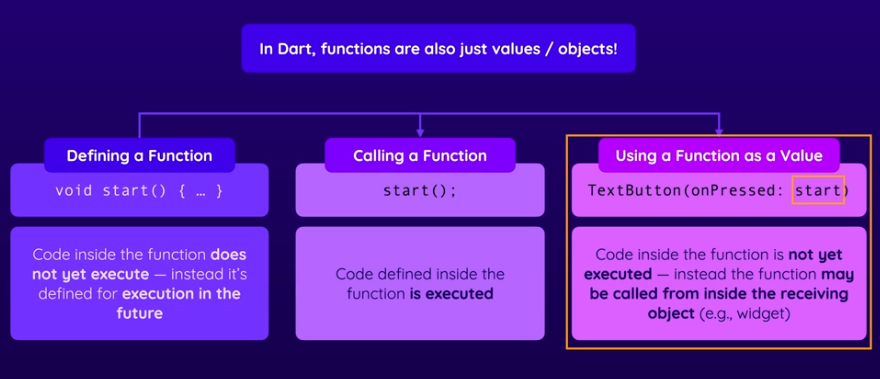 In Dart, functions are also just values / objects!
Defining a Function
void start() { … }
Code inside the function does
not yet execute — instead it's
defined for execution in the
future
Calling a Function
start();
Code defined inside the
function is executed
Using a Function as a Value
TextButton(onPressed: start)
Code inside the function is not yet
executed — instead the function may
be called from inside the receiving
object (e.g., widget)